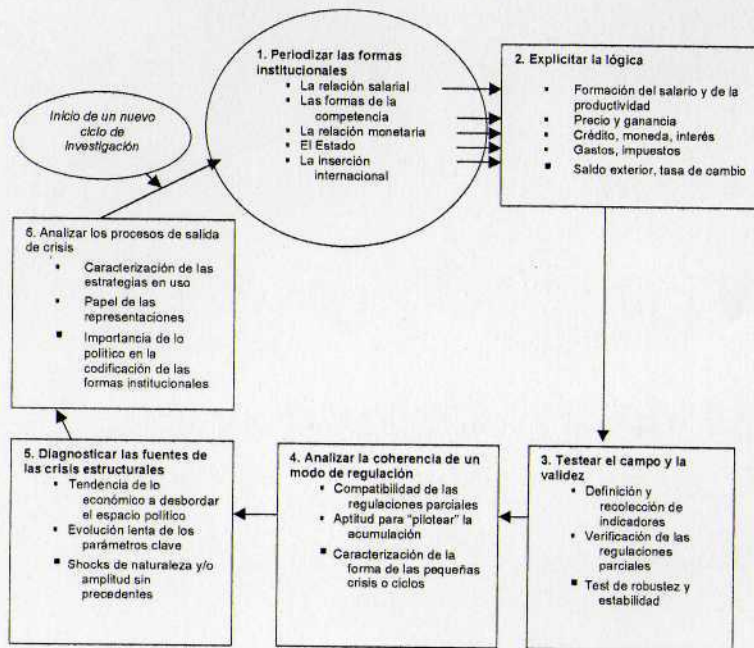 1. Periodizar las formas
institucionales
▪ La relación salarial
▪ Las formas de la
competencia
▪ La relación monetaria
▪ El Estado
▪ La inserción
internacional
2. Explicitar la lógica
▪ Formación del salario y de la
productividad
▪ Precio y ganancia
▪ Crédito, moneda, interés
▪ Gastos, impuestos
▪ Saldo exterior, tasa de cambio
Inicio de un nuevo
ciclo de
Investigación
6. Analizar los procesos de salida
de crisis
▪ Caracterización de las
estrategias en uso
▪ Papel de las
representaciones
▪ Importancia de lo
político en la
codificación de las
formas institucionales
5. Diagnosticar las fuentes de
las crisis estructurales
▪ Tendencia de lo
económico a desbordar
el espacio político
▪ Evolución lenta de los
parámetros clave
▪ Shocks de naturaleza y/o
amplitud sin
precedentes
4. Analizar la coherencia de un
modo de regulación
▪ Compatibilidad de las
regulaciones parciales
▪ Aptitud para "pilotear" la
acumulación
▪ Caracterización de la
forma de las pequeñas
crisis o ciclos
3. Testear el campo y la
validez
▪ Definición y
recolección de
indicadores
▪ Verificación de las
regulaciones
parciales
▪ Test de robustez y
estabilidad